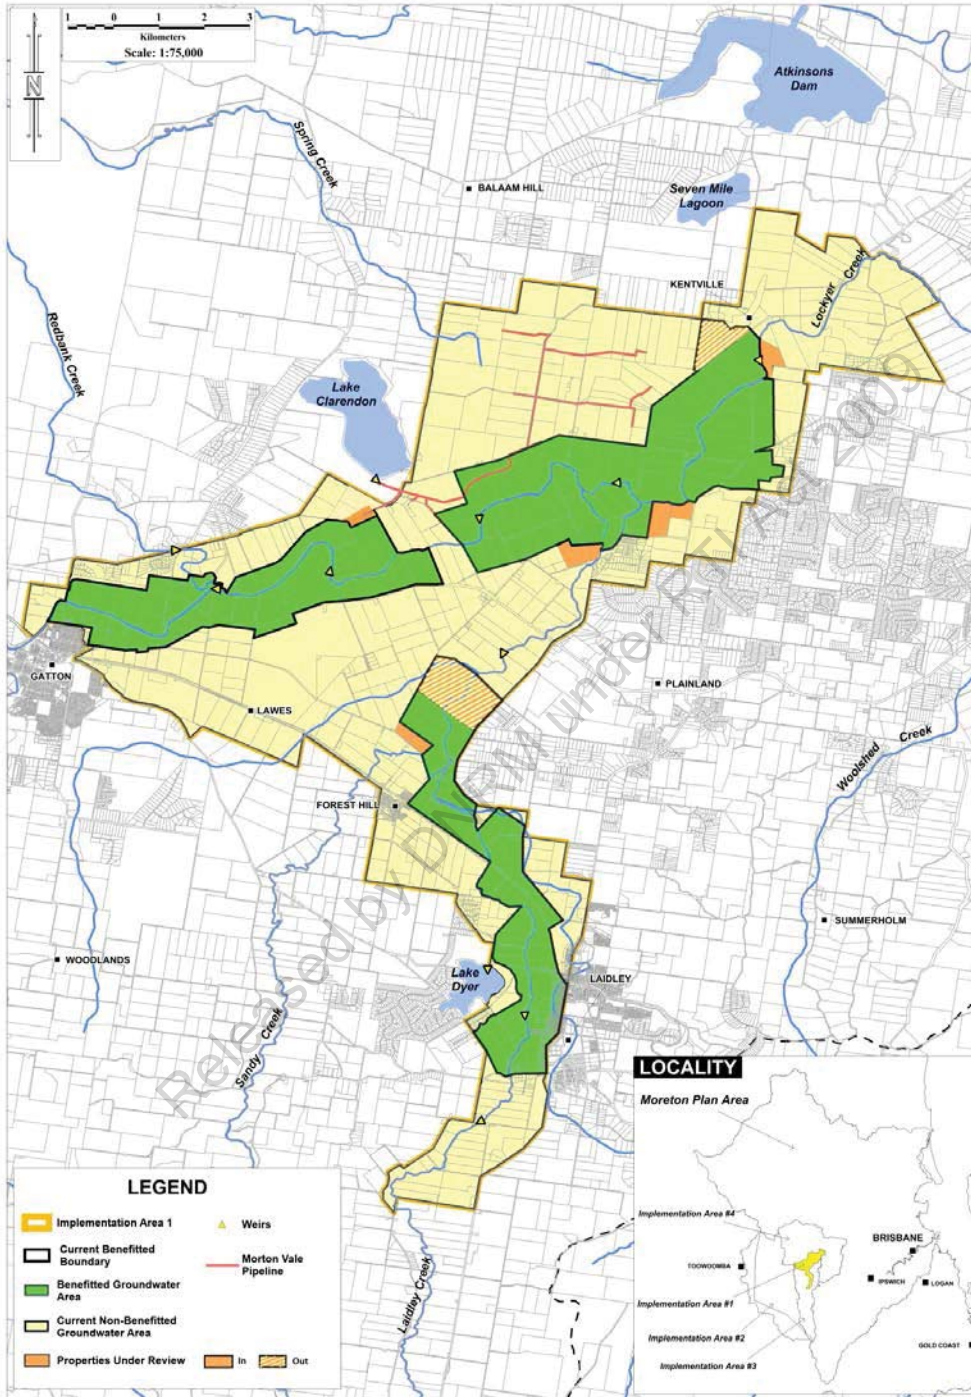 1 0 1 2 3
Kilometers
Scale: 1:75,000
N
Atkinsons
Dam
Spring Creek
BALAAM HILL
Seven Mile
Lagoon
KENTVILLE
Lockyer Creek
Redbank Creek
Lake
Clarendon
GATTON
LAWES
PLAINLAND
Woolshed Creek
FOREST HILL
SUMMERHOLM
WOODLANDS
Lake
Dyer
LAIDLEY
Sandy Creek
Laidley Creek
Released by DNRM under RTI Act 2009
LEGEND
Implementation Area 1
Weirs
Current Benefitted
Boundary
Morton Vale
Pipeline
Benefitted Groundwater
Area
Current Non-Benefitted
Groundwater Area
Properties Under Review
In
Out
LOCALITY
Moreton Plan Area
Implementation Area #4
BRISBANE
TOOWOOMBA
IPSWICH
LOGAN
Implementation Area #1
Implementation Area #2
GOLD COAST
Implementation Area #3